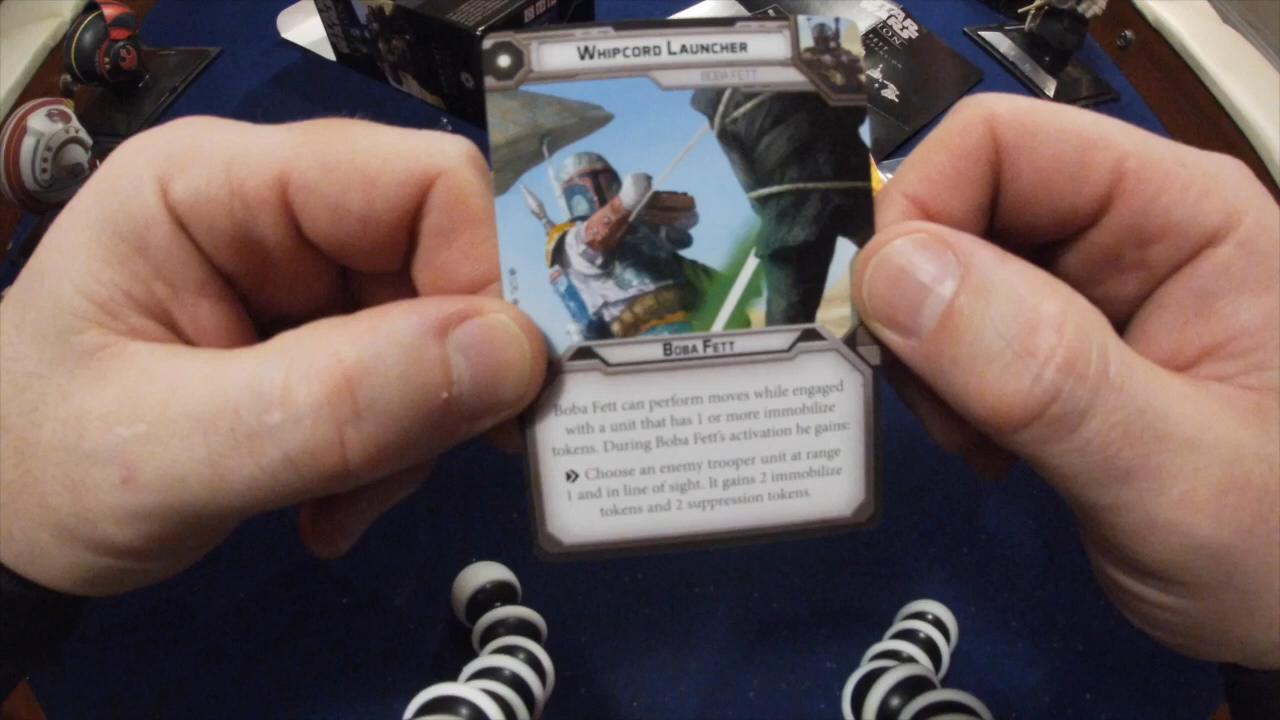 STAR
WARS
WHIPCORD LAUNCHER
BOBA FETT
BOBA FETT
Boba Fett can perform moves while engaged
with a unit that has 1 or more immobilize
tokens. During Boba Fett's activation he gains:
Choose an enemy trooper unit at range
1 and in line of sight. It gains 2 immobilize
tokens and 2 suppression tokens.